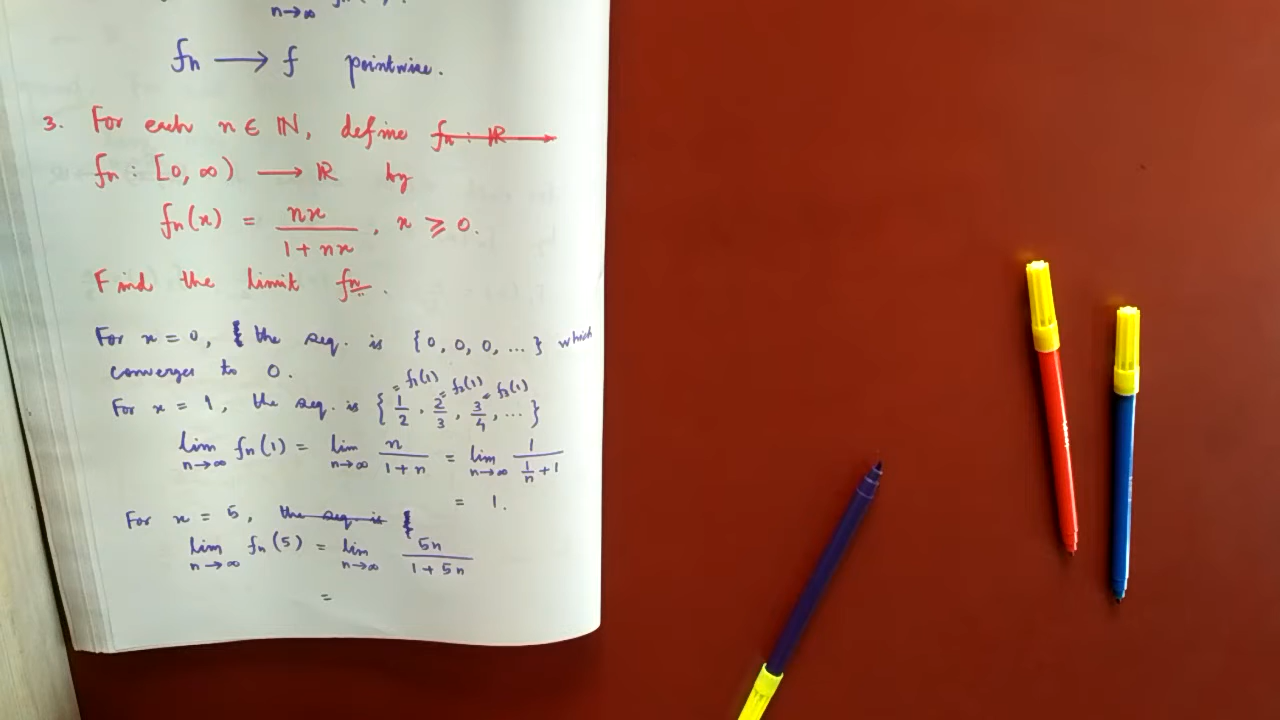 n→∞
fn → f pointwise.
3. For each n ∈ ℕ, define fn : ℝ →
fn : [0, ∞) → ℝ by
fn(x) = nx / 1 + nx , x ⩾ 0.
Find the limit fn.
For x = 0, the seq. is {0, 0, 0, ...} which
converges to 0.
= f1(1) = f2(1) = f3(1)
For x = 1, the seq. is {1/2, 2/3, 3/4, ...}
lim n→∞ fn(1) = lim n→∞ n / 1+n = lim n→∞ 1 / 1/n + 1
= 1.
For x = 5, the seq. is {
lim n→∞ fn(5) = lim n→∞ 5n / 1 + 5n
=